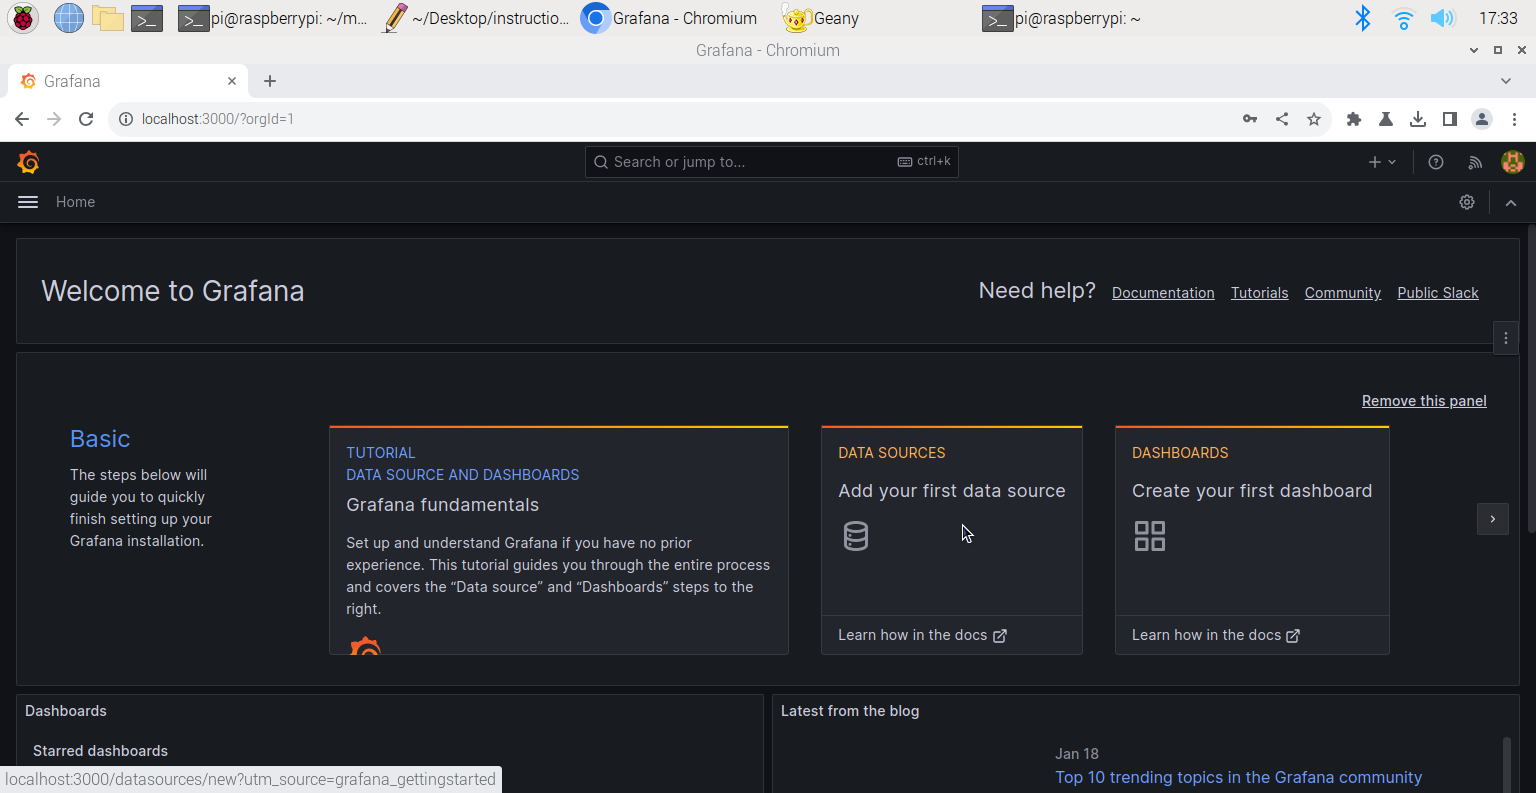 pi@raspberrypi: ~/m...
~/Desktop/instructio...
Grafana - Chromium
Geany
pi@raspberrypi: ~
17:33
Grafana - Chromium
Grafana
localhost:3000/?orgId=1
Search or jump to...
ctrl+k
Home
Welcome to Grafana
Need help?
Documentation
Tutorials
Community
Public Slack
Remove this panel
Basic
The steps below will
guide you to quickly
finish setting up your
Grafana installation.
TUTORIAL
DATA SOURCE AND DASHBOARDS
Grafana fundamentals
Set up and understand Grafana if you have no prior
experience. This tutorial guides you through the entire process
and covers the “Data source” and “Dashboards” steps to the
right.
DATA SOURCES
Add your first data source
Learn how in the docs
DASHBOARDS
Create your first dashboard
Learn how in the docs
Dashboards
Starred dashboards
Latest from the blog
Jan 18
Top 10 trending topics in the Grafana community
localhost:3000/datasources/new?utm_source=grafana_gettingstarted